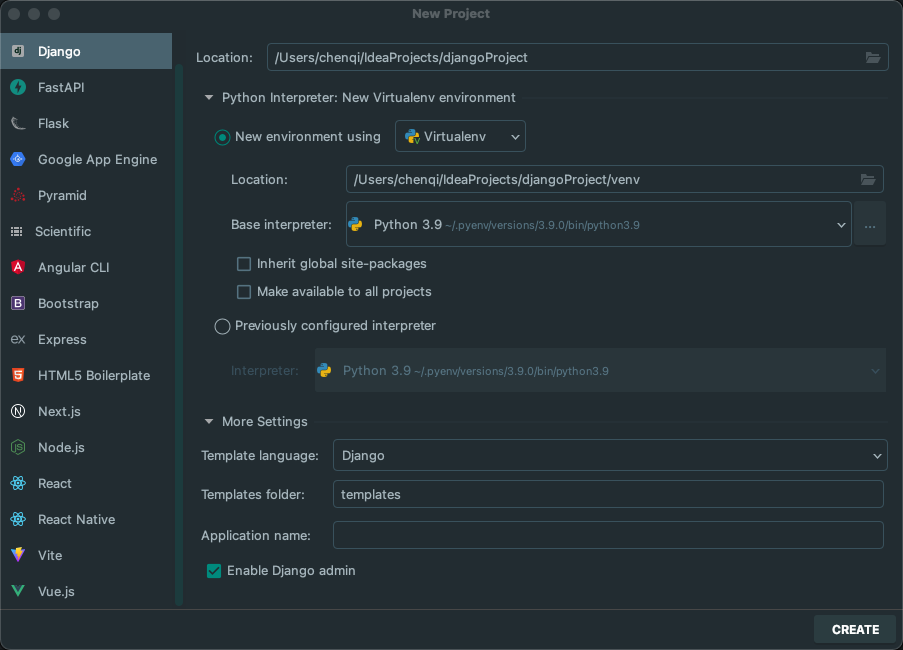 New Project
Django
FastAPI
Flask
Google App Engine
Pyramid
Scientific
Angular CLI
Bootstrap
Express
HTML5 Boilerplate
Next.js
Node.js
React
React Native
Vite
Vue.js
Location: /Users/chenqi/IdeaProjects/djangoProject
Python Interpreter: New Virtualenv environment
New environment using Virtualenv
Location: /Users/chenqi/IdeaProjects/djangoProject/venv
Base interpreter: Python 3.9 ~/.pyenv/versions/3.9.0/bin/python3.9 ...
Inherit global site-packages
Make available to all projects
Previously configured interpreter
Interpreter: Python 3.9 ~/.pyenv/versions/3.9.0/bin/python3.9
More Settings
Template language: Django
Templates folder: templates
Application name:
Enable Django admin
CREATE